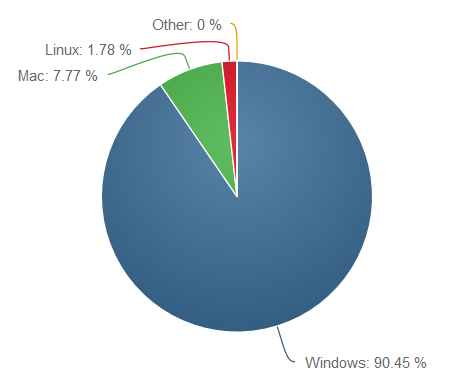 Other: 0 %
Linux: 1.78 %
Mac: 7.77 %
Windows: 90.45 %